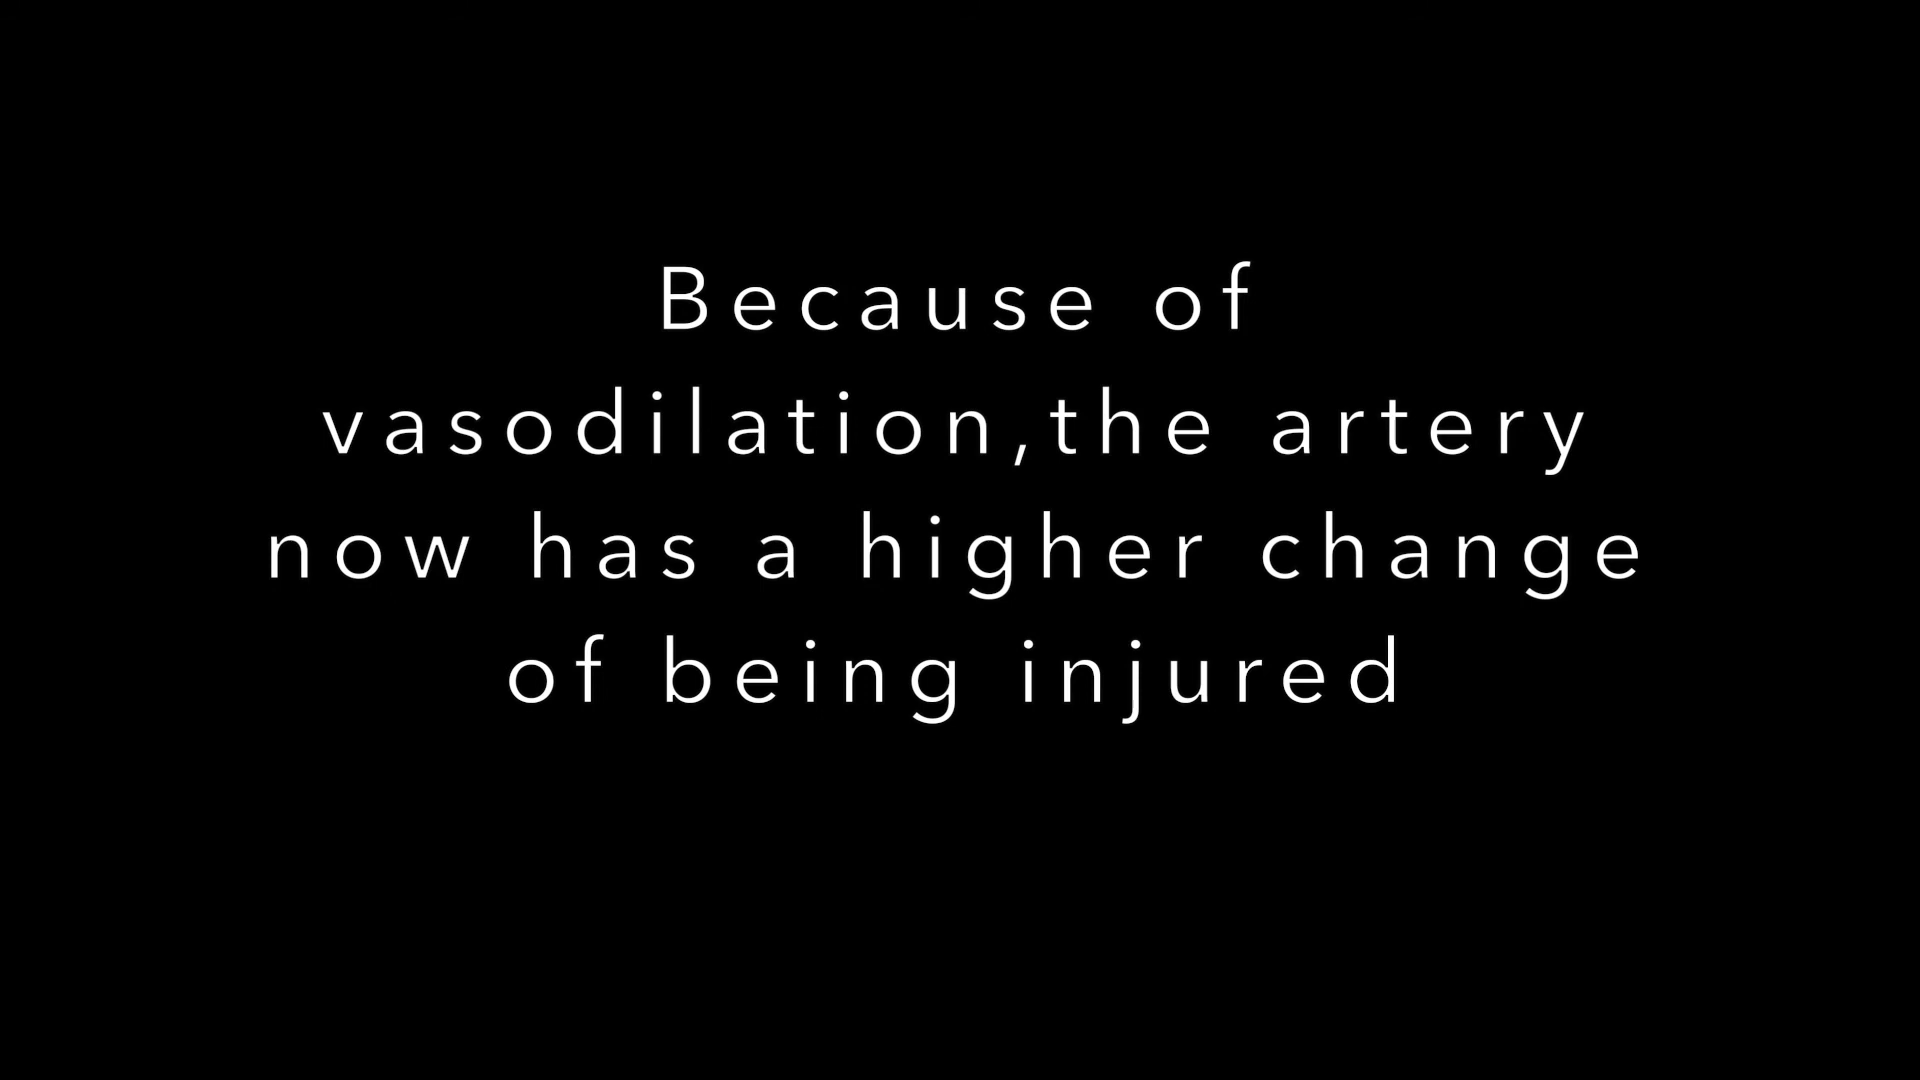 Because of
vasodilation,the artery
now has a higher change
of being injured